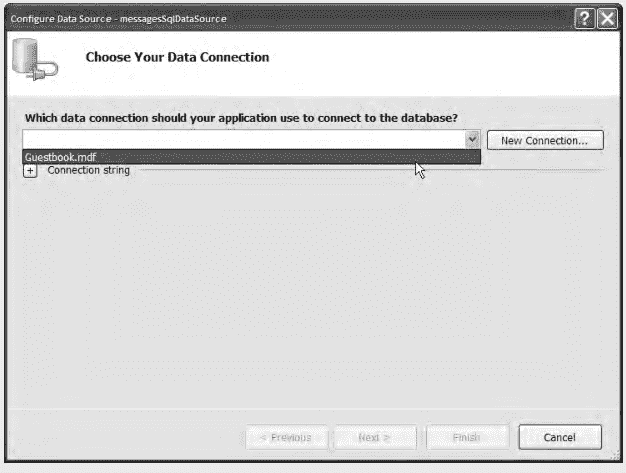 Configure Data Source - messagesSqlDataSource
?
Choose Your Data Connection
Which data connection should your application use to connect to the database?
New Connection...
Guestbook.mdf
+ Connection string
< Previous Next > Finish Cancel